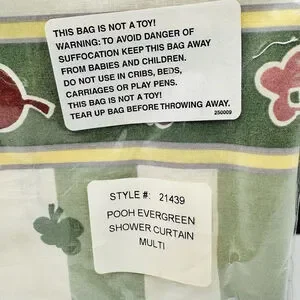 THIS BAG IS NOT A TOY!
WARNING: TO AVOID DANGER OF
SUFFOCATION KEEP THIS BAG AWAY
FROM BABIES AND CHILDREN.
DO NOT USE IN CRIBS, BEDS,
CARRIAGES OR PLAY PENS.
THIS BAG IS NOT A TOY!
TEAR UP BAG BEFORE THROWING AWAY.
250009
STYLE #: 21439
POOH EVERGREEN
SHOWER CURTAIN
MULTI